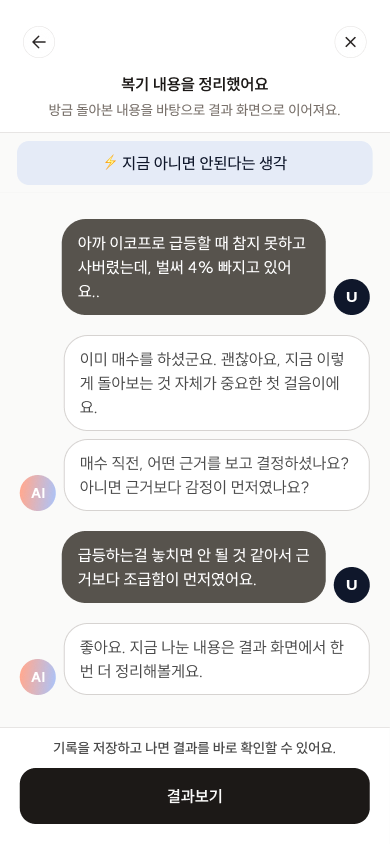 복기 내용을 정리했어요
방금 돌아본 내용을 바탕으로 결과 화면으로 이어져요.
⚡ 지금 아니면 안된다는 생각
아까 이코프로 급등할 때 참지 못하고
사버렸는데, 벌써 4% 빠지고 있어
요..
U
이미 매수를 하셨군요. 괜찮아요, 지금 이렇
게 돌아보는 것 자체가 중요한 첫 걸음이에
요.
매수 직전, 어떤 근거를 보고 결정하셨나요?
아니면 근거보다 감정이 먼저였나요?
AI
급등하는걸 놓치면 안 될 것 같아서 근
거보다 조급함이 먼저였어요.
U
좋아요. 지금 나눈 내용은 결과 화면에서 한
번 더 정리해볼게요.
AI
기록을 저장하고 나면 결과를 바로 확인할 수 있어요.
결과보기